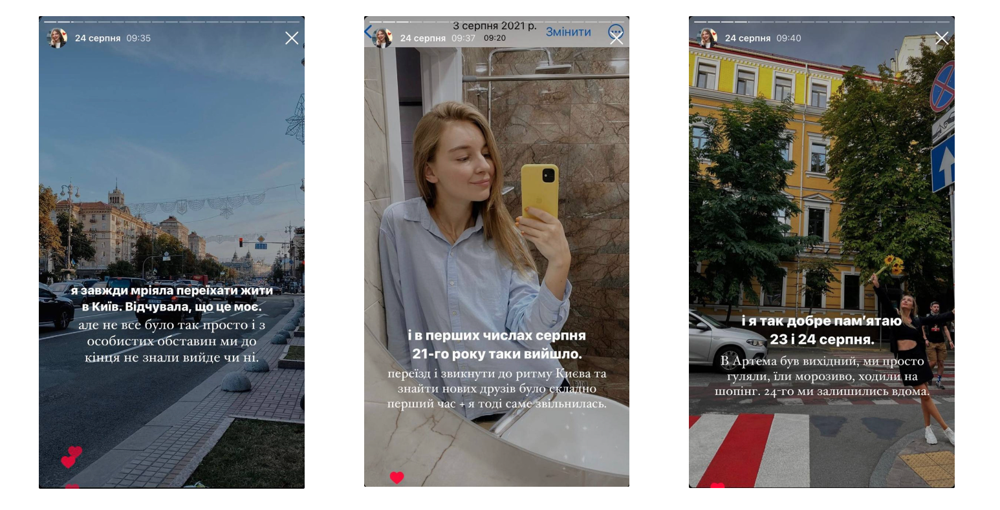 24 серпня 09:35
я завжди мріяла переїхати жити
в Київ. Відчувала, що це моє.
але не все було так просто і з
особистих обставин ми до
кінця не знали вийде чи ні.
3 серпня 2021 р.
Змінити
24 серпня 09:37 09:20
і в перших числах серпня
21-го року таки вийшло.
переїзд і звикнути до ритму Києва та
знайти нових друзів було складно
перший час + я тоді саме звільнилась.
24 серпня 09:40
і я так добре памʼятаю
23 і 24 серпня.
В Артема був вихідний, ми просто
гуляли, їли морозиво, ходили на
шопінг. 24-го ми залишились вдома.